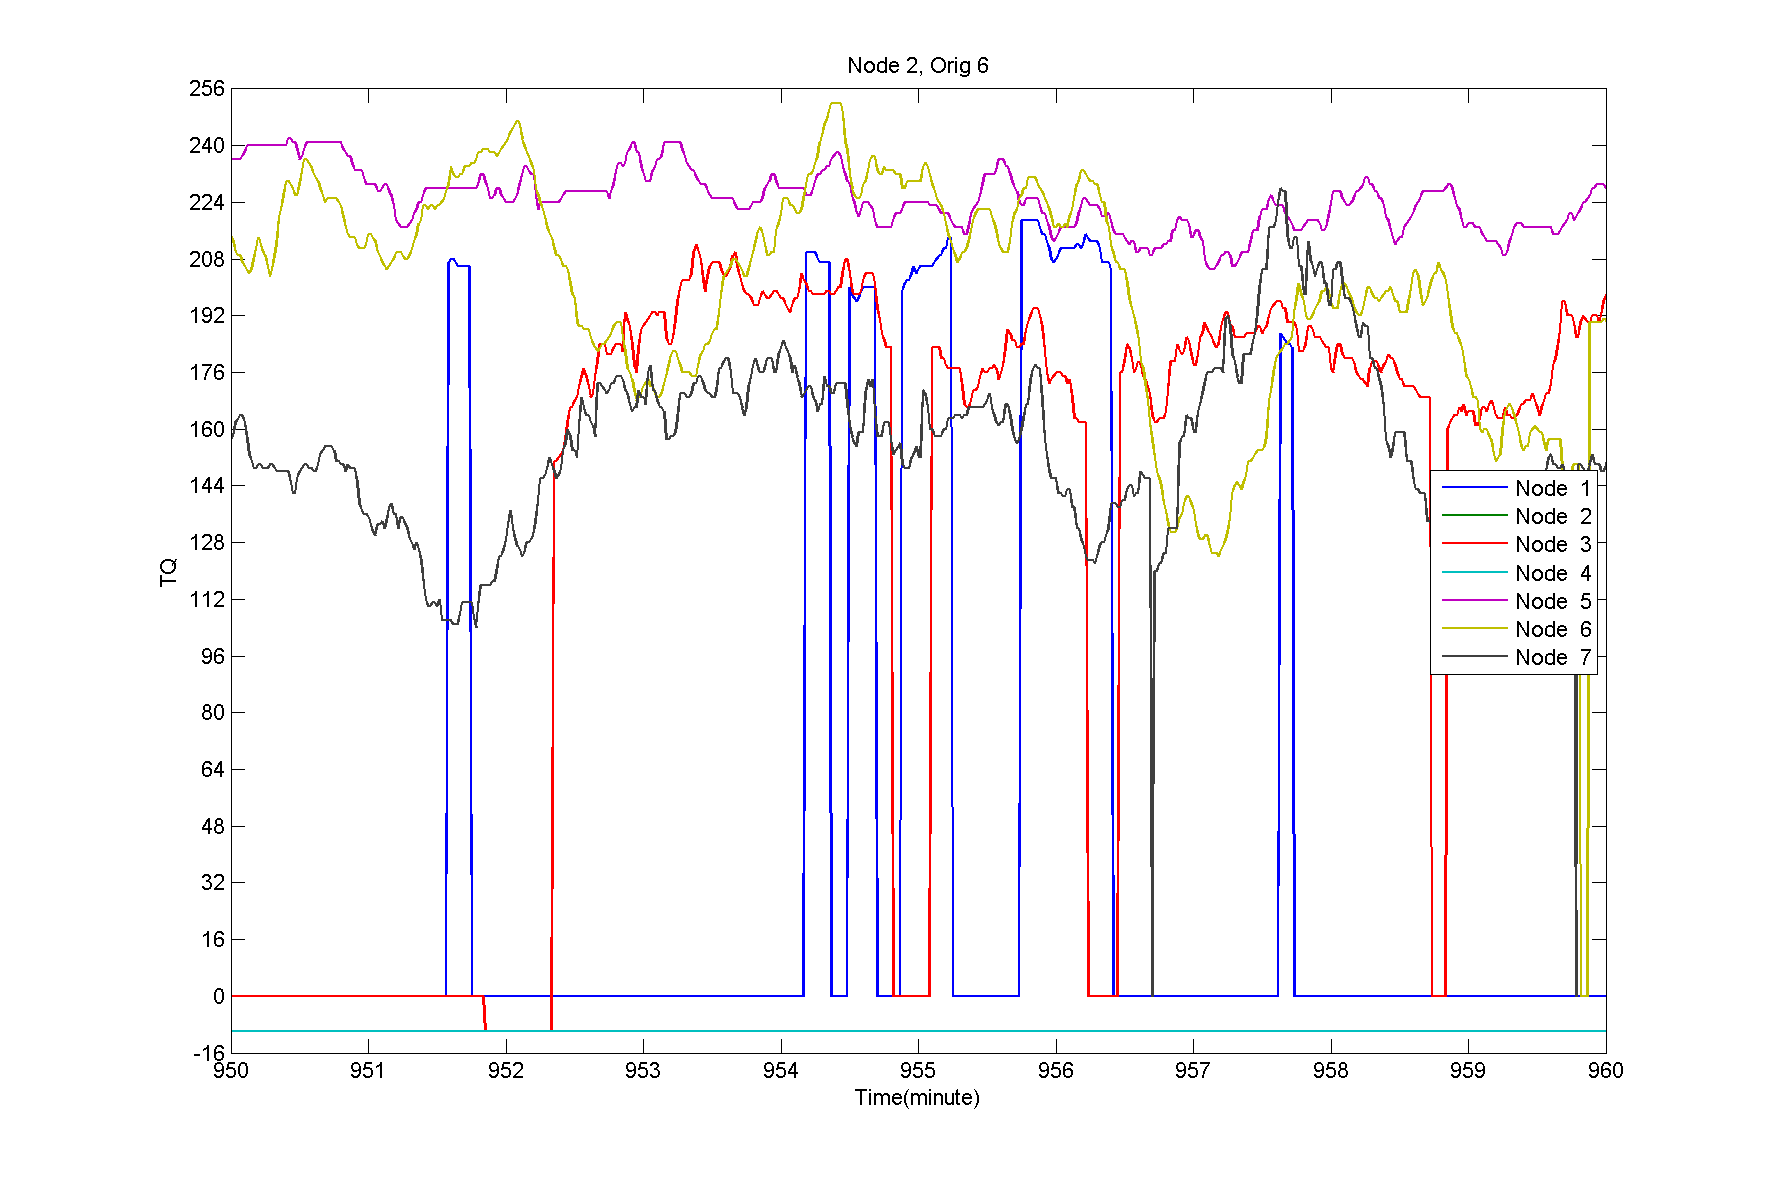 Node 2, Orig 6
256
240
224
208
192
176
160
144
128
112
96
80
64
48
32
16
0
-16
TQ
Node 1
Node 2
Node 3
Node 4
Node 5
Node 6
Node 7
950 951 952 953 954 955 956 957 958 959 960
Time(minute)